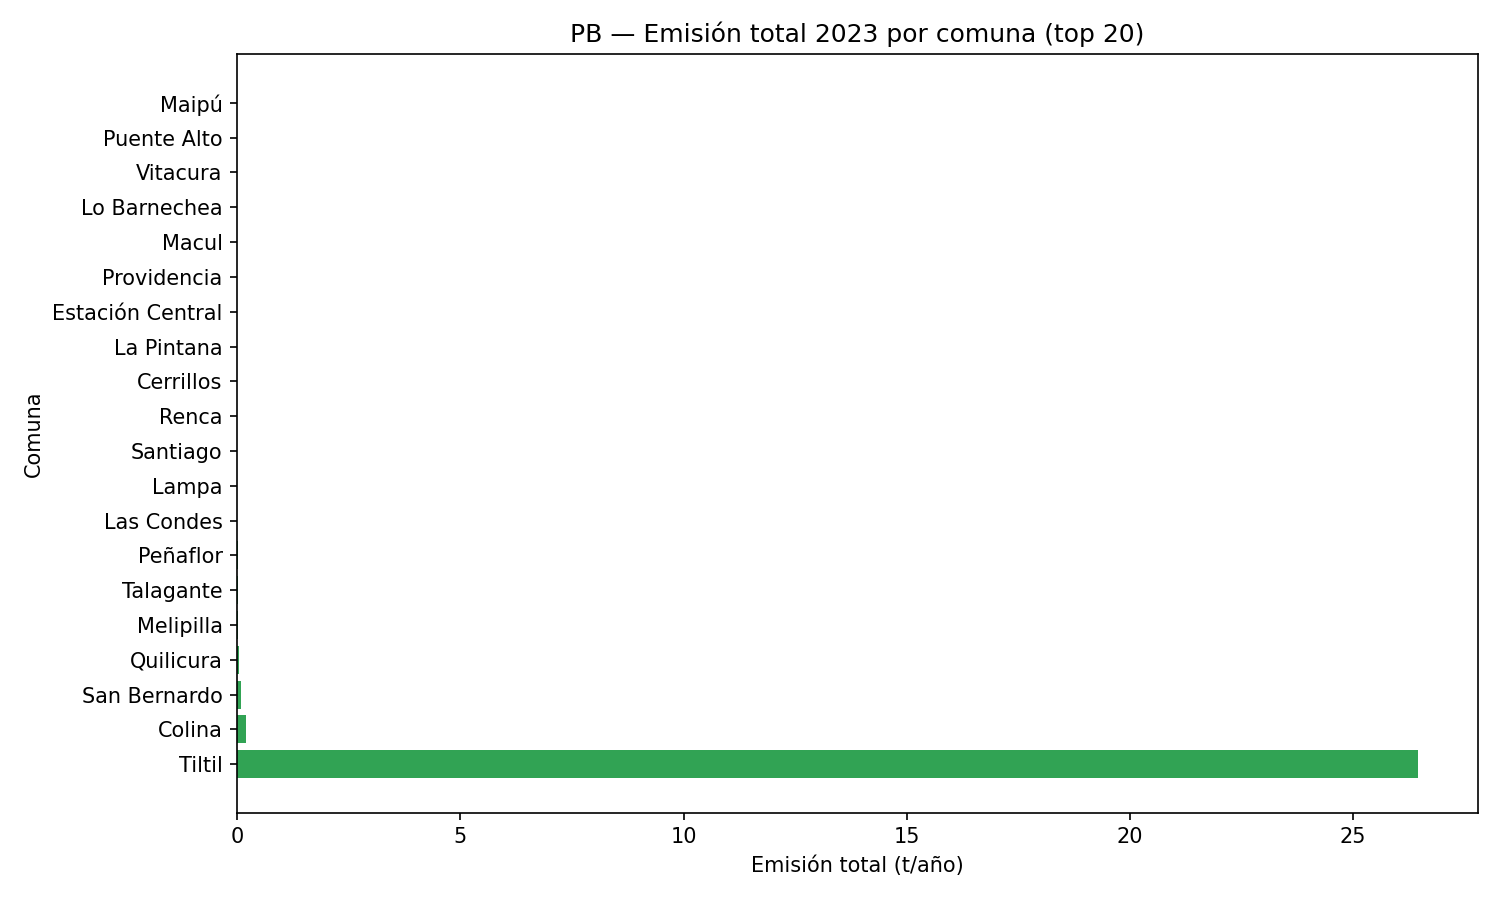 PB — Emisión total 2023 por comuna (top 20)
Comuna
Maipú
Puente Alto
Vitacura
Lo Barnechea
Macul
Providencia
Estación Central
La Pintana
Cerrillos
Renca
Santiago
Lampa
Las Condes
Peñaflor
Talagante
Melipilla
Quilicura
San Bernardo
Colina
Tiltil
0 5 10 15 20 25
Emisión total (t/año)